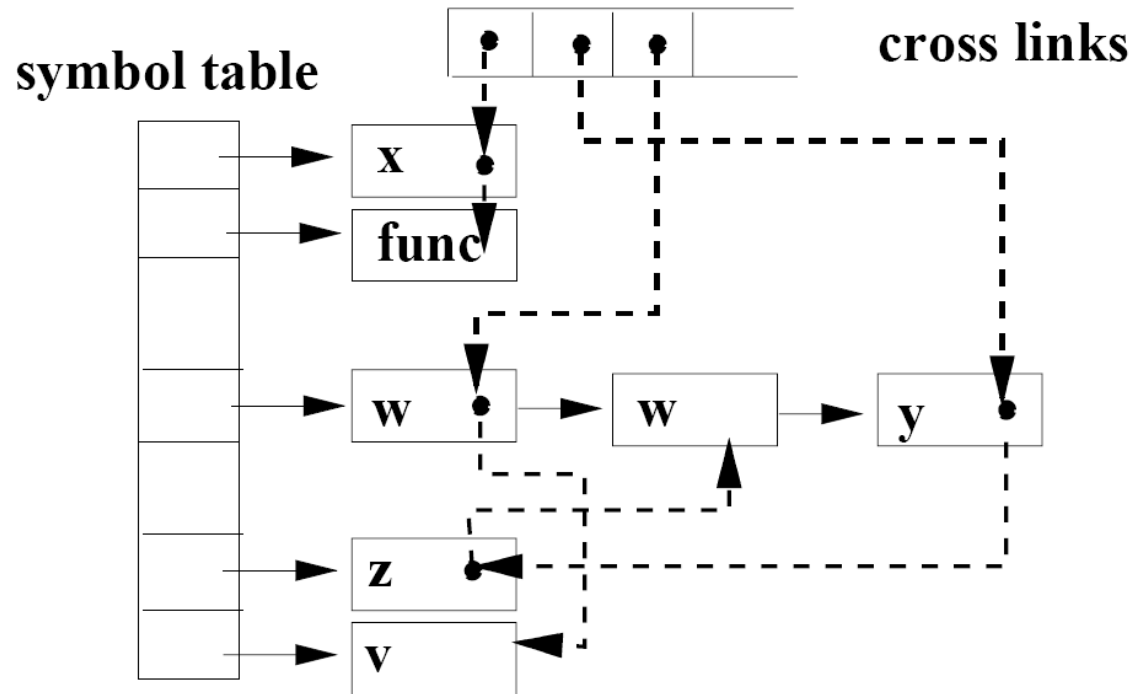 cross links
symbol table
x
func
w w y
z
v